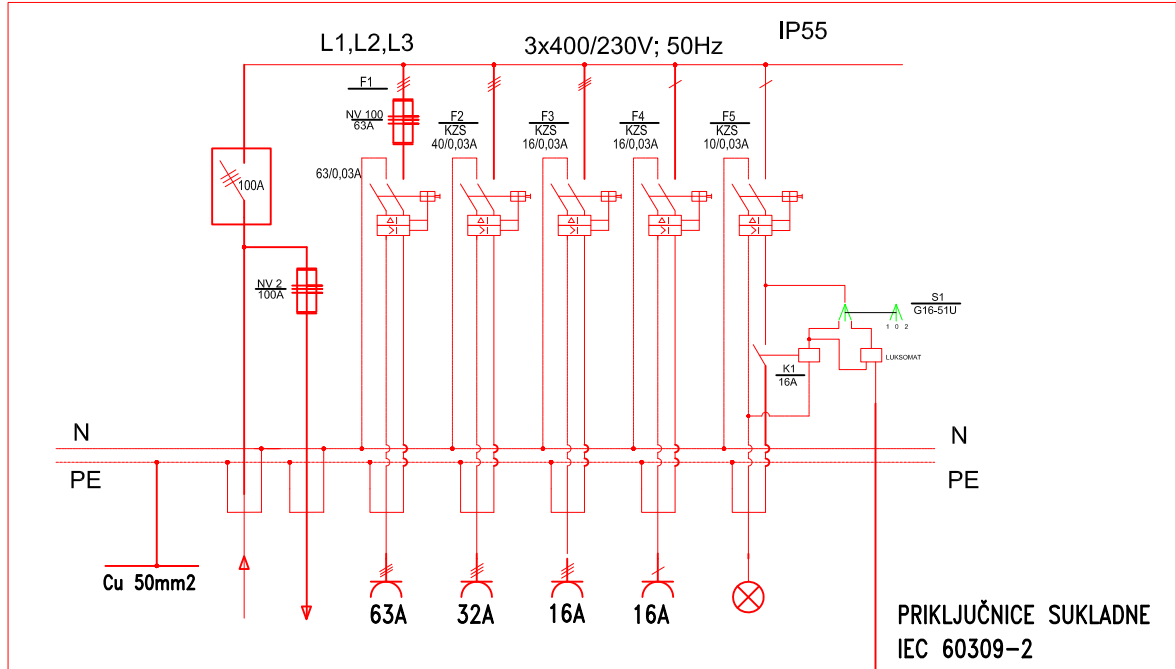 IP55
L1,L2,L3
3x400/230V; 50Hz
F1
NV 100
63A
F2
KZS
40/0,03A
F3
KZS
16/0,03A
F4
KZS
16/0,03A
F5
KZS
10/0,03A
63/0,03A
100A
NV 2
100A
S1
G16-51U
1 0 2
LUKSOMAT
K1
16A
N
N
PE
PE
Cu 50mm2
63A
32A
16A
16A
PRIKLJUČNICE SUKLADNE
IEC 60309-2